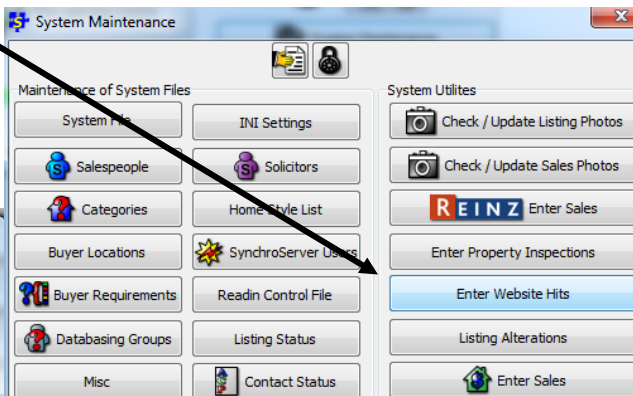 System Maintenance
Maintenance of System Files
System File
INI Settings
Salespeople
Solicitors
Categories
Home Style List
Buyer Locations
SynchroServer Users
Buyer Requirements
Readin Control File
Databasing Groups
Listing Status
Misc
Contact Status
System Utilites
Check / Update Listing Photos
Check / Update Sales Photos
REINZ Enter Sales
Enter Property Inspections
Enter Website Hits
Listing Alterations
Enter Sales